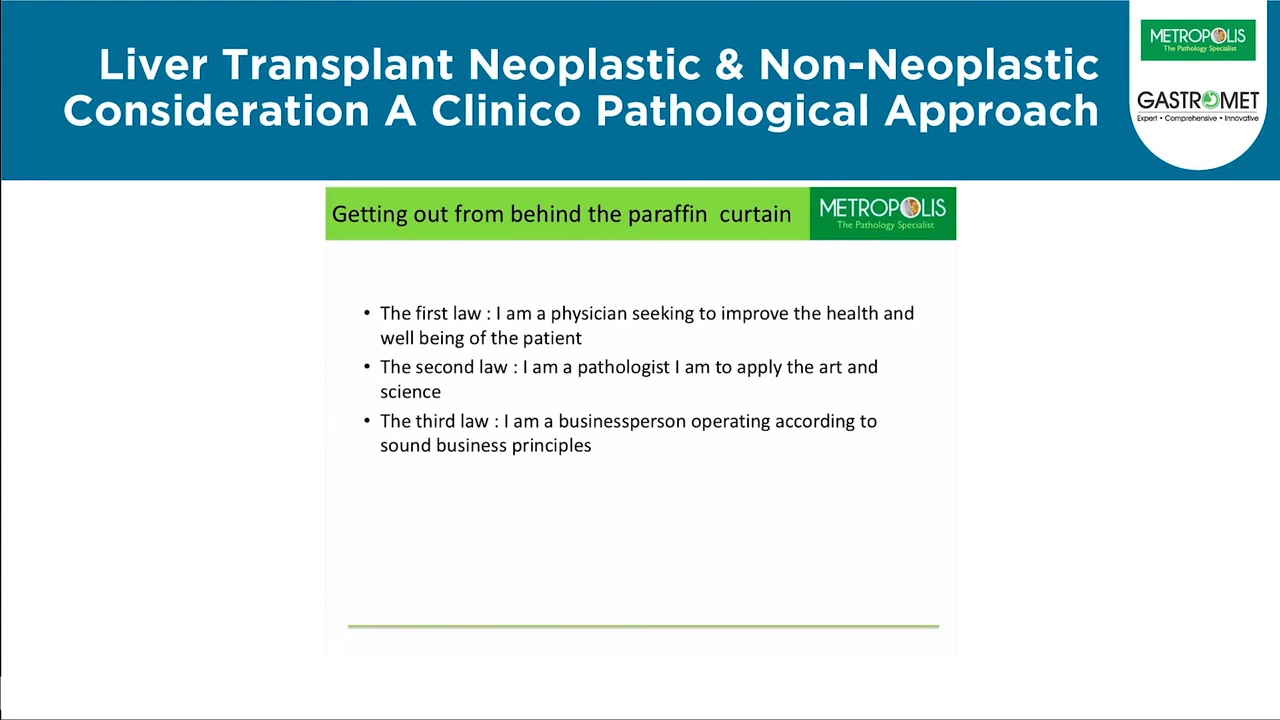 Liver Transplant Neoplastic & Non-Neoplastic
Consideration A Clinico Pathological Approach
METROPOLIS
The Pathology Specialist
GASTROMET
Expert • Comprehensive • Innovative
Getting out from behind the paraffin curtain
METROPOLIS
The Pathology Specialist
• The first law : I am a physician seeking to improve the health and
well being of the patient
• The second law : I am a pathologist I am to apply the art and
science
• The third law : I am a businessperson operating according to
sound business principles